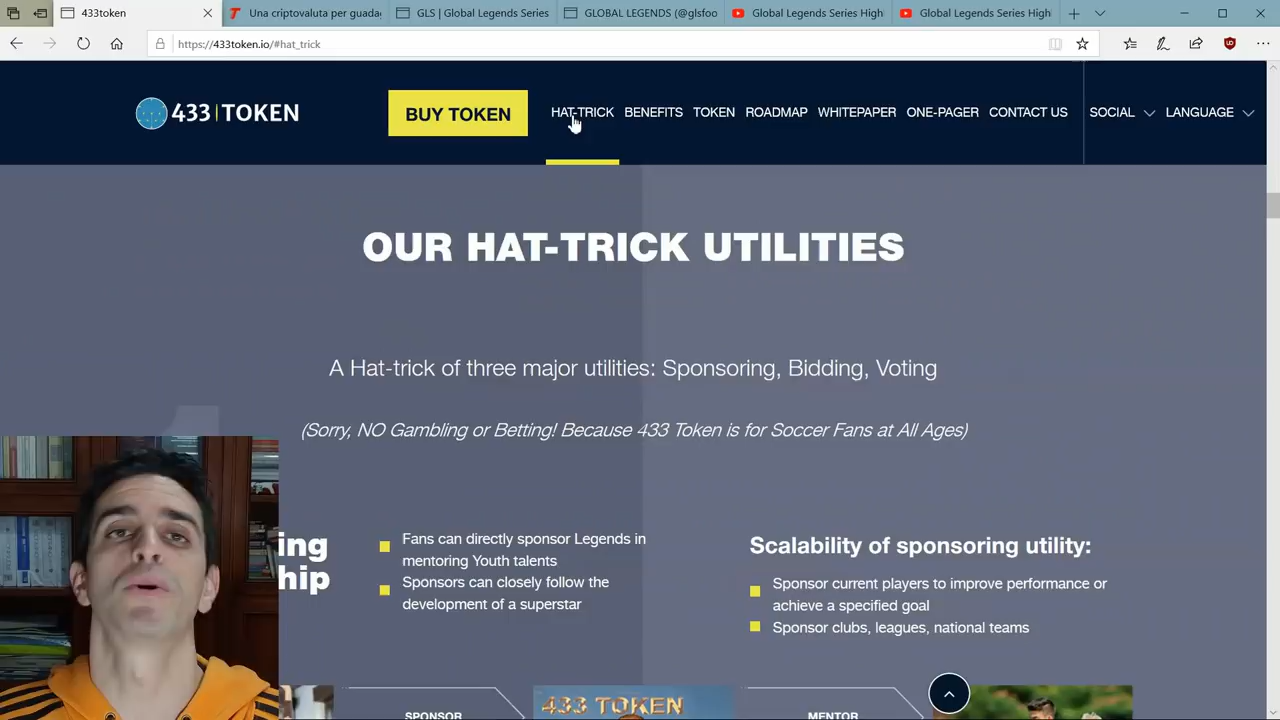 433token
Una criptovaluta per guadag
GLS | Global Legends Series
GLOBAL LEGENDS (@glsfoo
Global Legends Series High
Global Legends Series High
https://433token.io/#hat_trick
433|TOKEN
BUY TOKEN
HAT-TRICK
BENEFITS
TOKEN
ROADMAP
WHITEPAPER
ONE-PAGER
CONTACT US
SOCIAL
LANGUAGE
OUR HAT-TRICK UTILITIES
A Hat-trick of three major utilities: Sponsoring, Bidding, Voting
(Sorry, NO Gambling or Betting! Because 433 Token is for Soccer Fans at All Ages)
ing
hip
Fans can directly sponsor Legends in
mentoring Youth talents
Sponsors can closely follow the
development of a superstar
Scalability of sponsoring utility:
Sponsor current players to improve performance or
achieve a specified goal
Sponsor clubs, leagues, national teams
SPONSOR
433 TOKEN
MENTOR